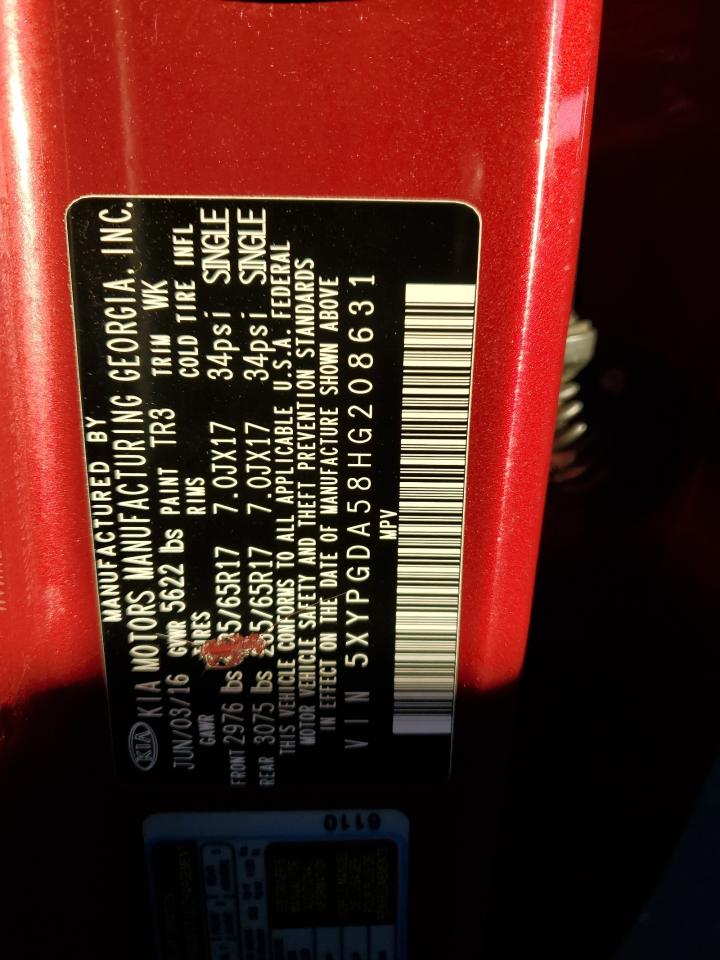 MANUFACTURED BY
KIA KIA MOTORS MANUFACTURING GEORGIA, INC.
JUN/03/16 GVWR 5622 lbs PAINT TR3 TRIM WK
GAWR TIRES RIMS COLD TIRE INFL
FRONT 2976 lbs 5/65R17 7.0JX17 34psi SINGLE
REAR 3075 lbs 235/65R17 7.0JX17 34psi SINGLE
THIS VEHICLE CONFORMS TO ALL APPLICABLE U.S.A. FEDERAL
MOTOR VEHICLE SAFETY AND THEFT PREVENTION STANDARDS
IN EFFECT ON THE DATE OF MANUFACTURE SHOWN ABOVE
VIN 5XYPGDA58HG208631
MPV
6110